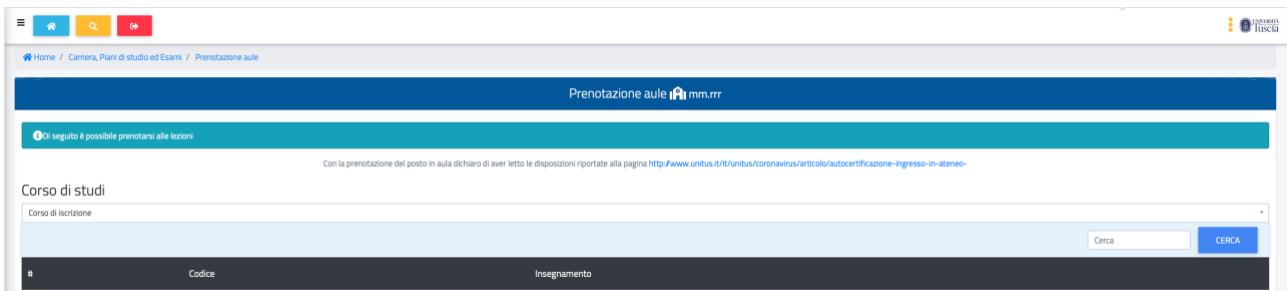 UNIVERSITÀ
Tuscia
Home / Carriera, Piani di studio ed Esami / Prenotazione aule
Prenotazione aule mm.rrr
Di seguito è possibile prenotarsi alle lezioni
Con la prenotazione del posto in aula dichiaro di aver letto le disposizioni riportate alla pagina http://www.unitus.it/it/unitus/coronavirus/articolo/autocertificazione-ingresso-in-ateneo-
Corso di studi
Corso di iscrizione
Cerca CERCA
# Codice Insegnamento